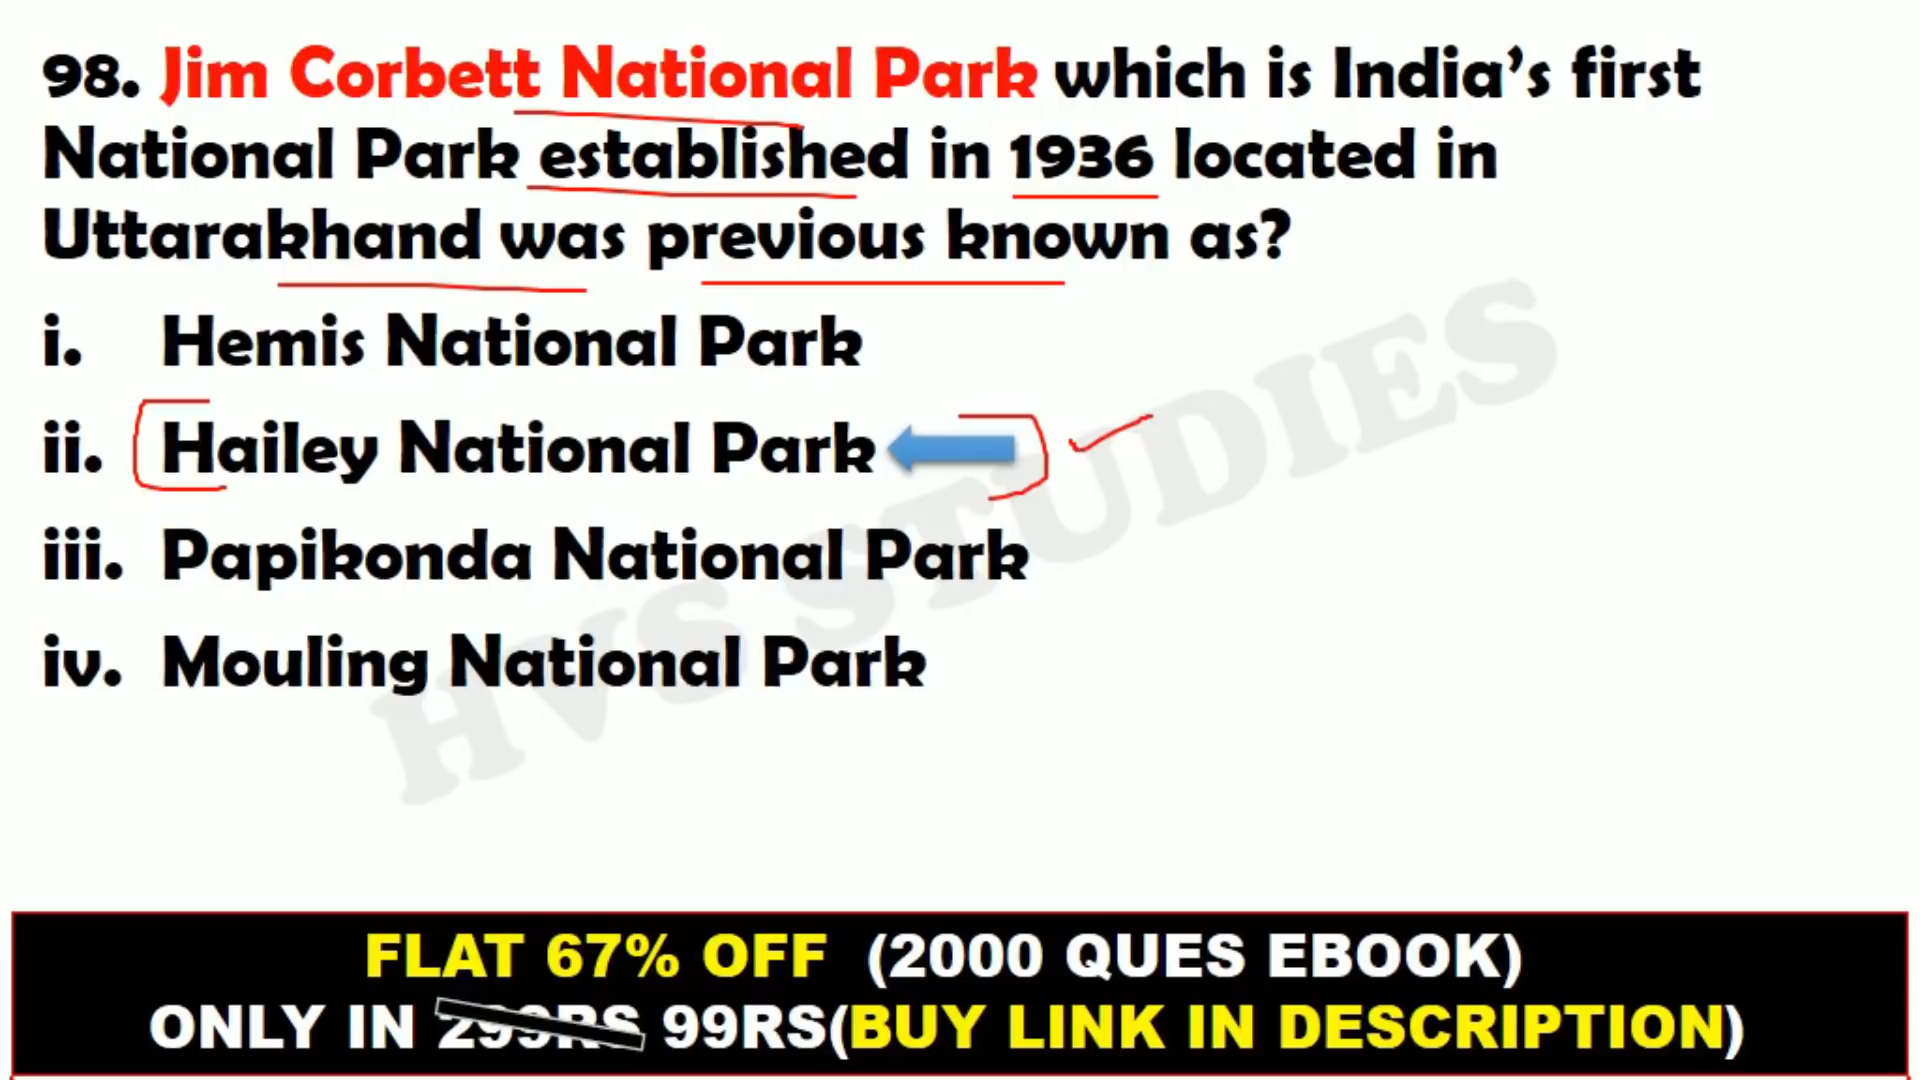 98. Jim Corbett National Park which is India’s first
National Park established in 1936 located in
Uttarakhand was previous known as?
i. Hemis National Park
ii. Hailey National Park
iii. Papikonda National Park
iv. Mouling National Park
HVS STUDIES
FLAT 67% OFF (2000 QUES EBOOK)
ONLY IN 299RS 99RS(BUY LINK IN DESCRIPTION)